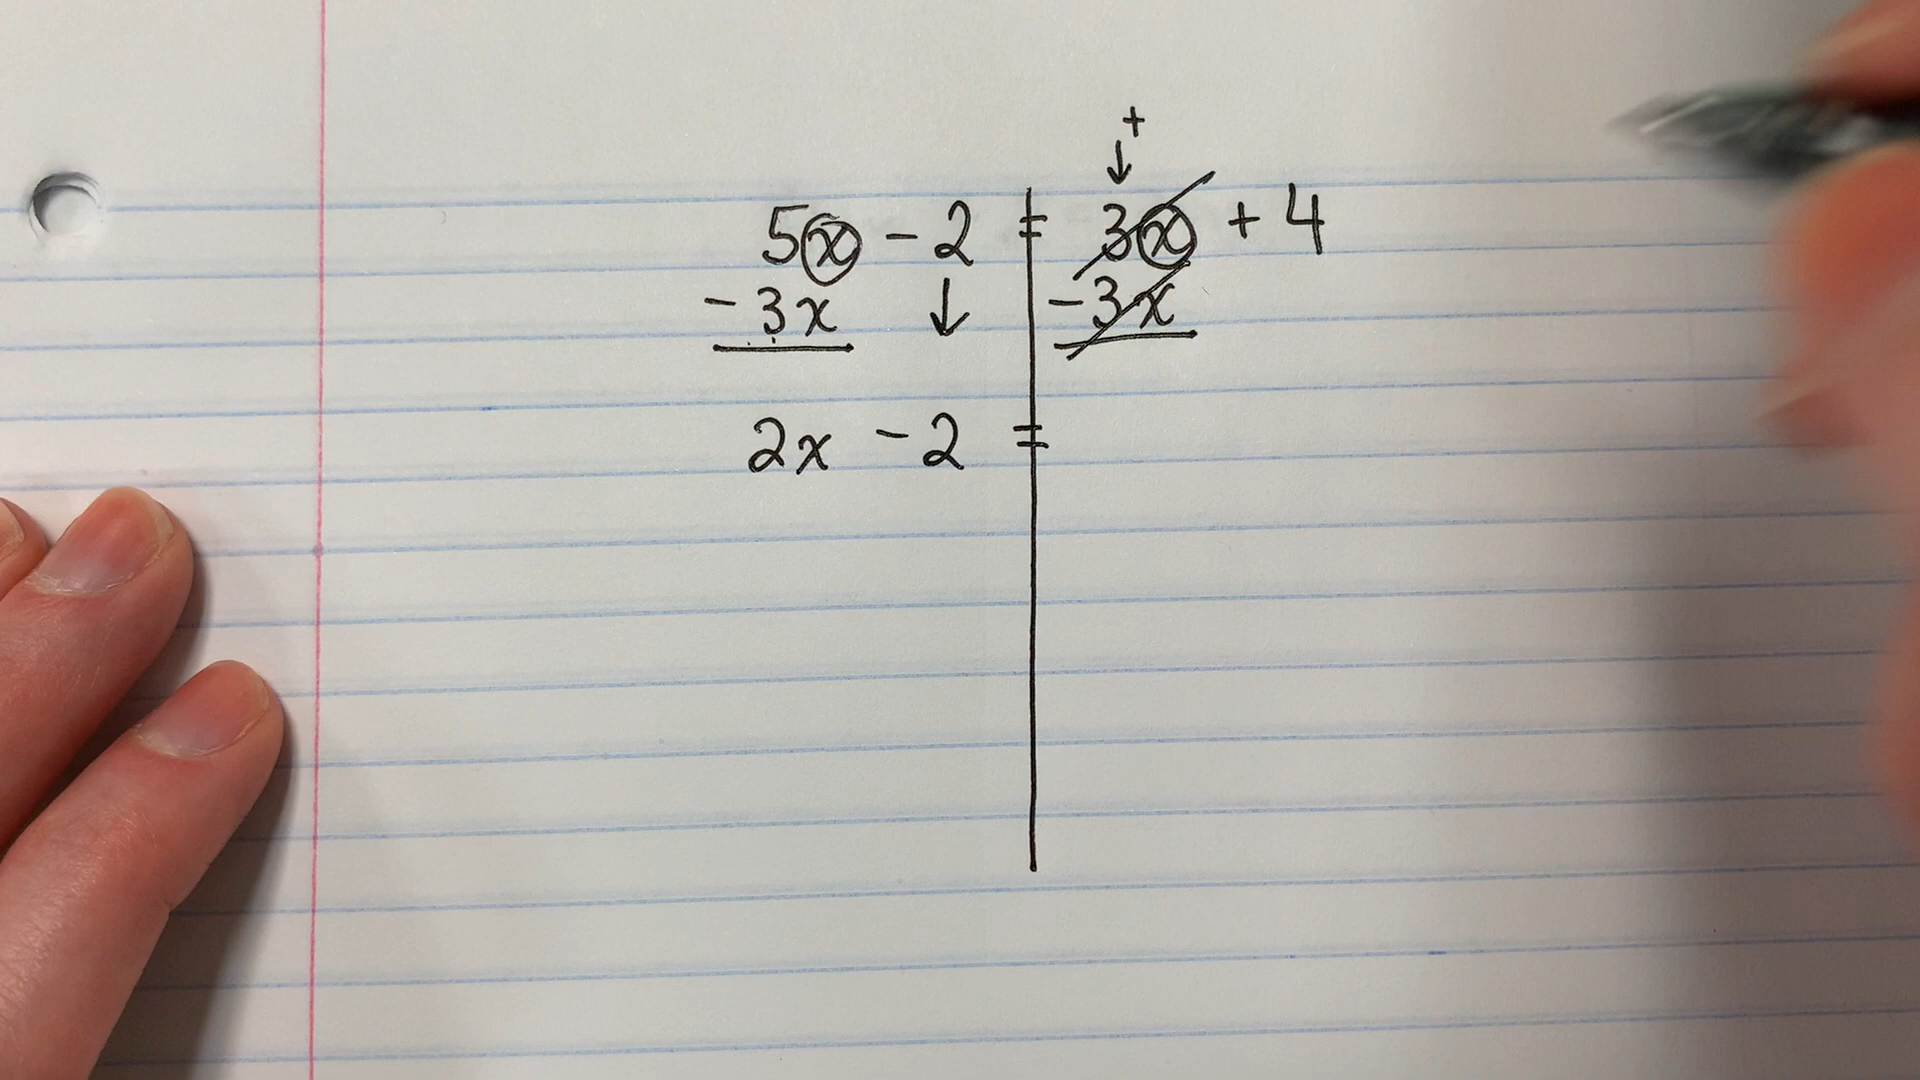 +
↓
5x - 2 = 3x + 4
- 3x ↓ - 3x
2x - 2 =